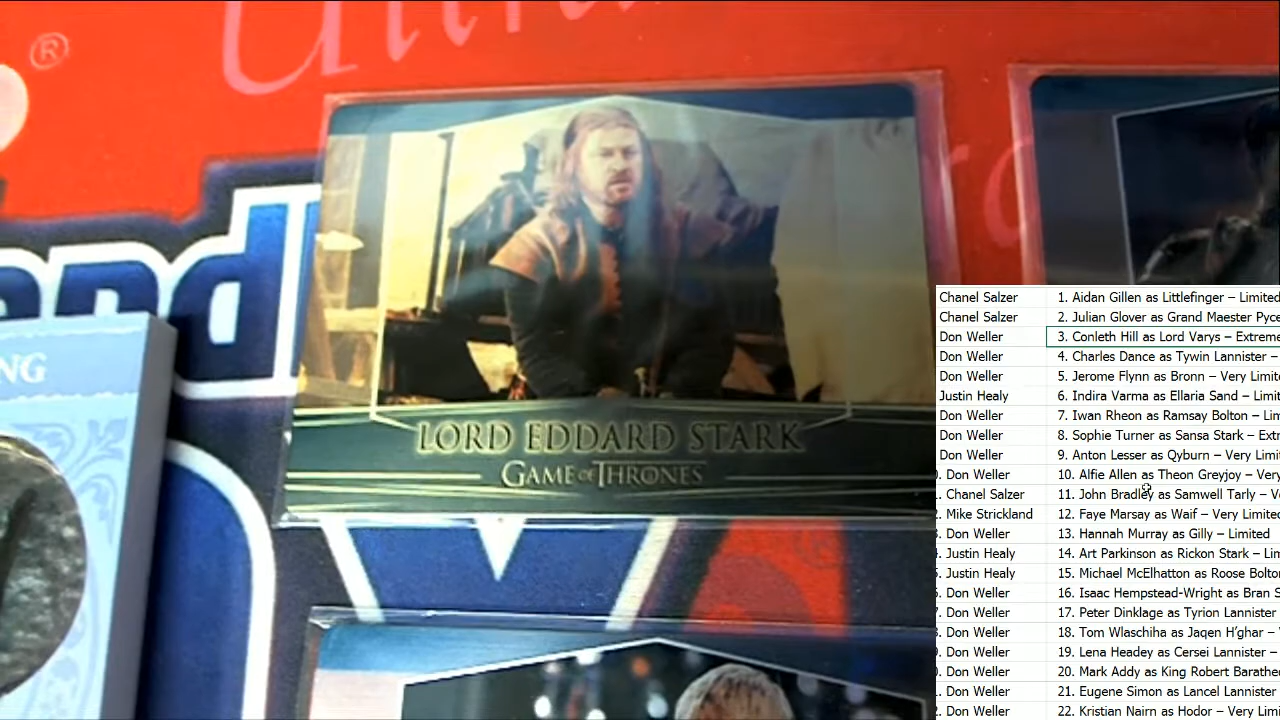 ®
and
NG
LORD EDDARD STARK
GAME OF THRONES
Chanel Salzer 1. Aidan Gillen as Littlefinger – Limited
Chanel Salzer 2. Julian Glover as Grand Maester Pyce
Don Weller 3. Conleth Hill as Lord Varys – Extreme
Don Weller 4. Charles Dance as Tywin Lannister –
Don Weller 5. Jerome Flynn as Bronn – Very Limited
Justin Healy 6. Indira Varma as Ellaria Sand – Limit
Don Weller 7. Iwan Rheon as Ramsay Bolton – Lim
Don Weller 8. Sophie Turner as Sansa Stark – Extr
Don Weller 9. Anton Lesser as Qyburn – Very Limit
. Don Weller 10. Alfie Allen as Theon Greyjoy – Very
. Chanel Salzer 11. John Bradley as Samwell Tarly – V
. Mike Strickland 12. Faye Marsay as Waif – Very Limited
. Don Weller 13. Hannah Murray as Gilly – Limited
. Justin Healy 14. Art Parkinson as Rickon Stark – Lim
. Justin Healy 15. Michael McElhatton as Roose Bolton
. Don Weller 16. Isaac Hempstead-Wright as Bran S
. Don Weller 17. Peter Dinklage as Tyrion Lannister
. Don Weller 18. Tom Wlaschiha as Jaqen H'ghar –
. Don Weller 19. Lena Headey as Cersei Lannister –
. Don Weller 20. Mark Addy as King Robert Barathe
. Don Weller 21. Eugene Simon as Lancel Lannister
. Don Weller 22. Kristian Nairn as Hodor – Very Limi